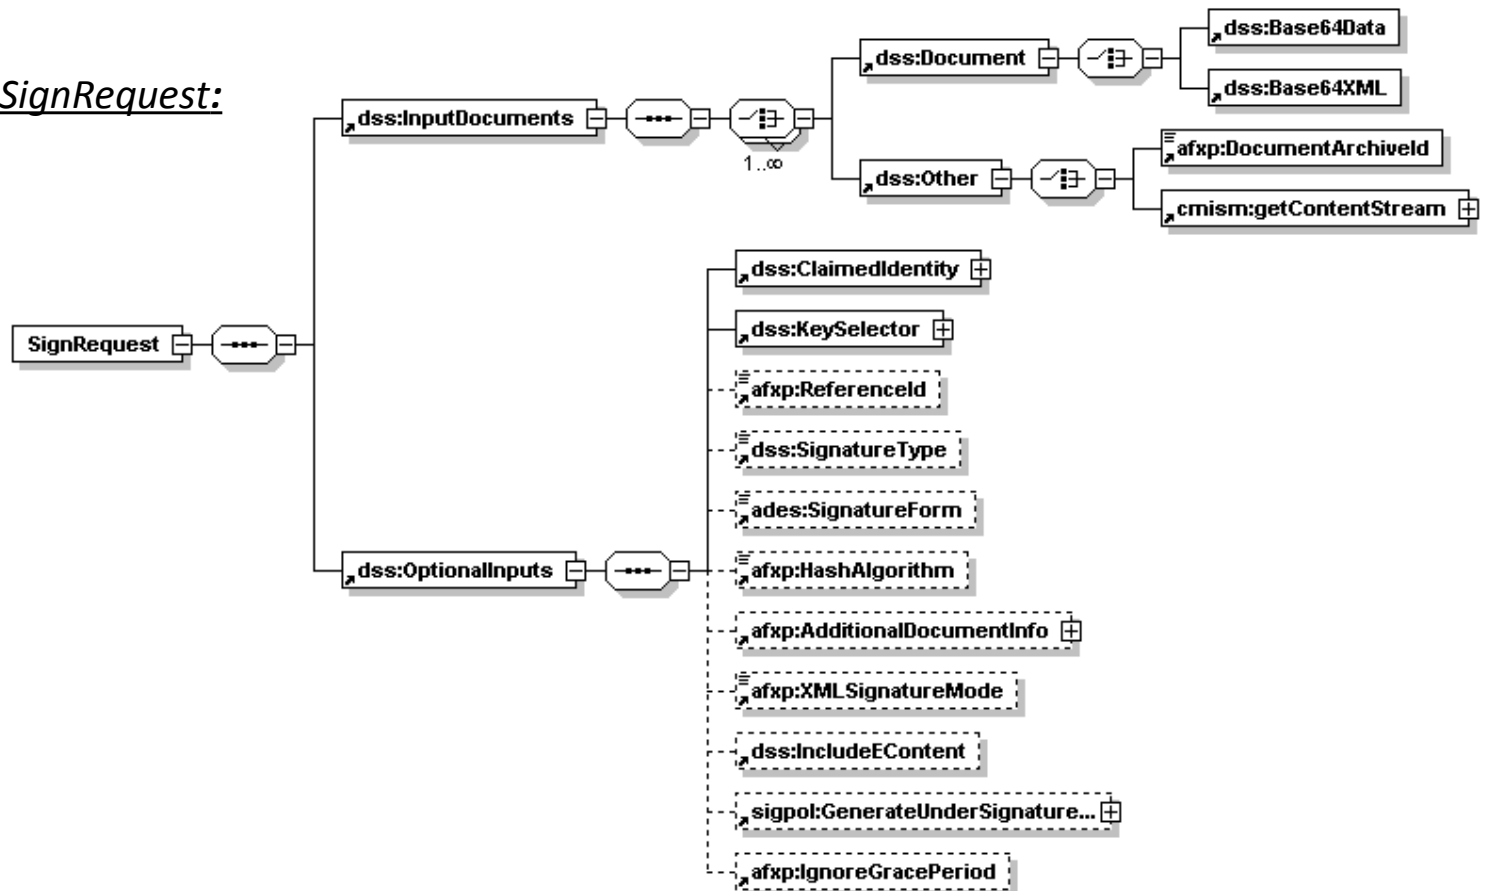 SignRequest:
dss:InputDocuments
1..∞
dss:Document
dss:Base64Data
dss:Base64XML
dss:Other
afxp:DocumentArchiveId
cmism:getContentStream
SignRequest
dss:OptionalInputs
dss:ClaimedIdentity
dss:KeySelector
afxp:ReferenceId
dss:SignatureType
ades:SignatureForm
afxp:HashAlgorithm
afxp:AdditionalDocumentInfo
afxp:XMLSignatureMode
dss:IncludeEContent
sigpol:GenerateUnderSignature...
afxp:IgnoreGracePeriod